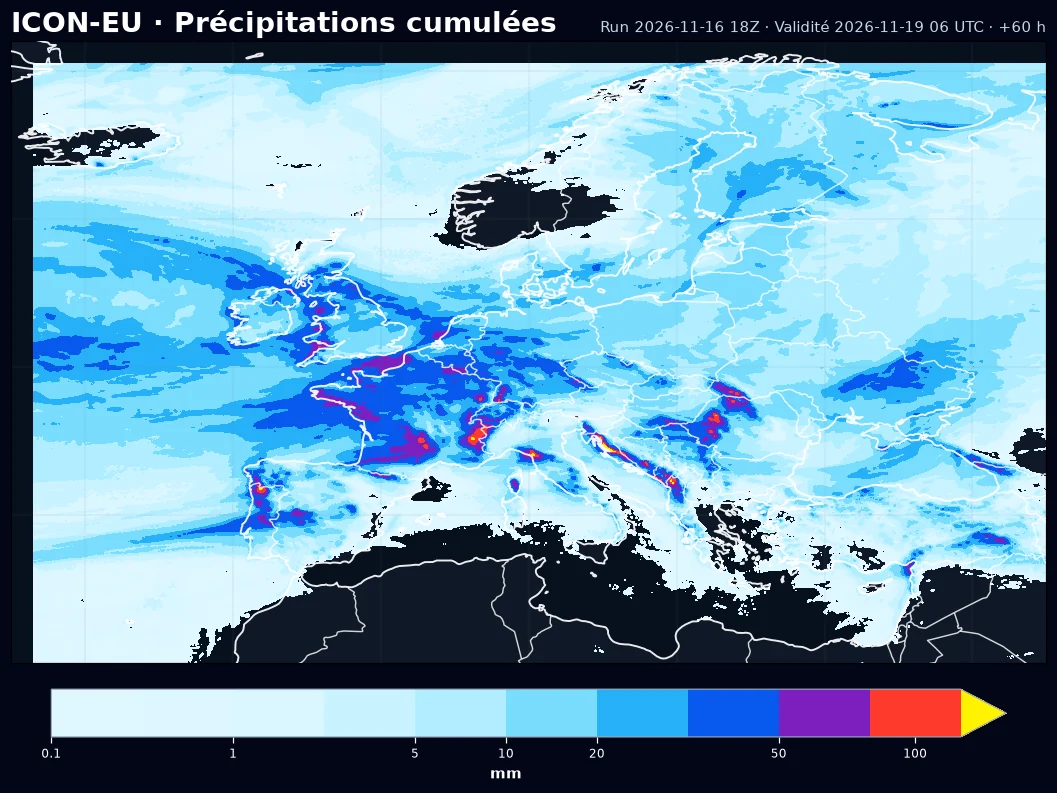 ICON-EU · Précipitations cumulées
Run 2026-11-16 18Z · Validité 2026-11-19 06 UTC · +60 h
0.1 1 5 10 20 50 100
mm